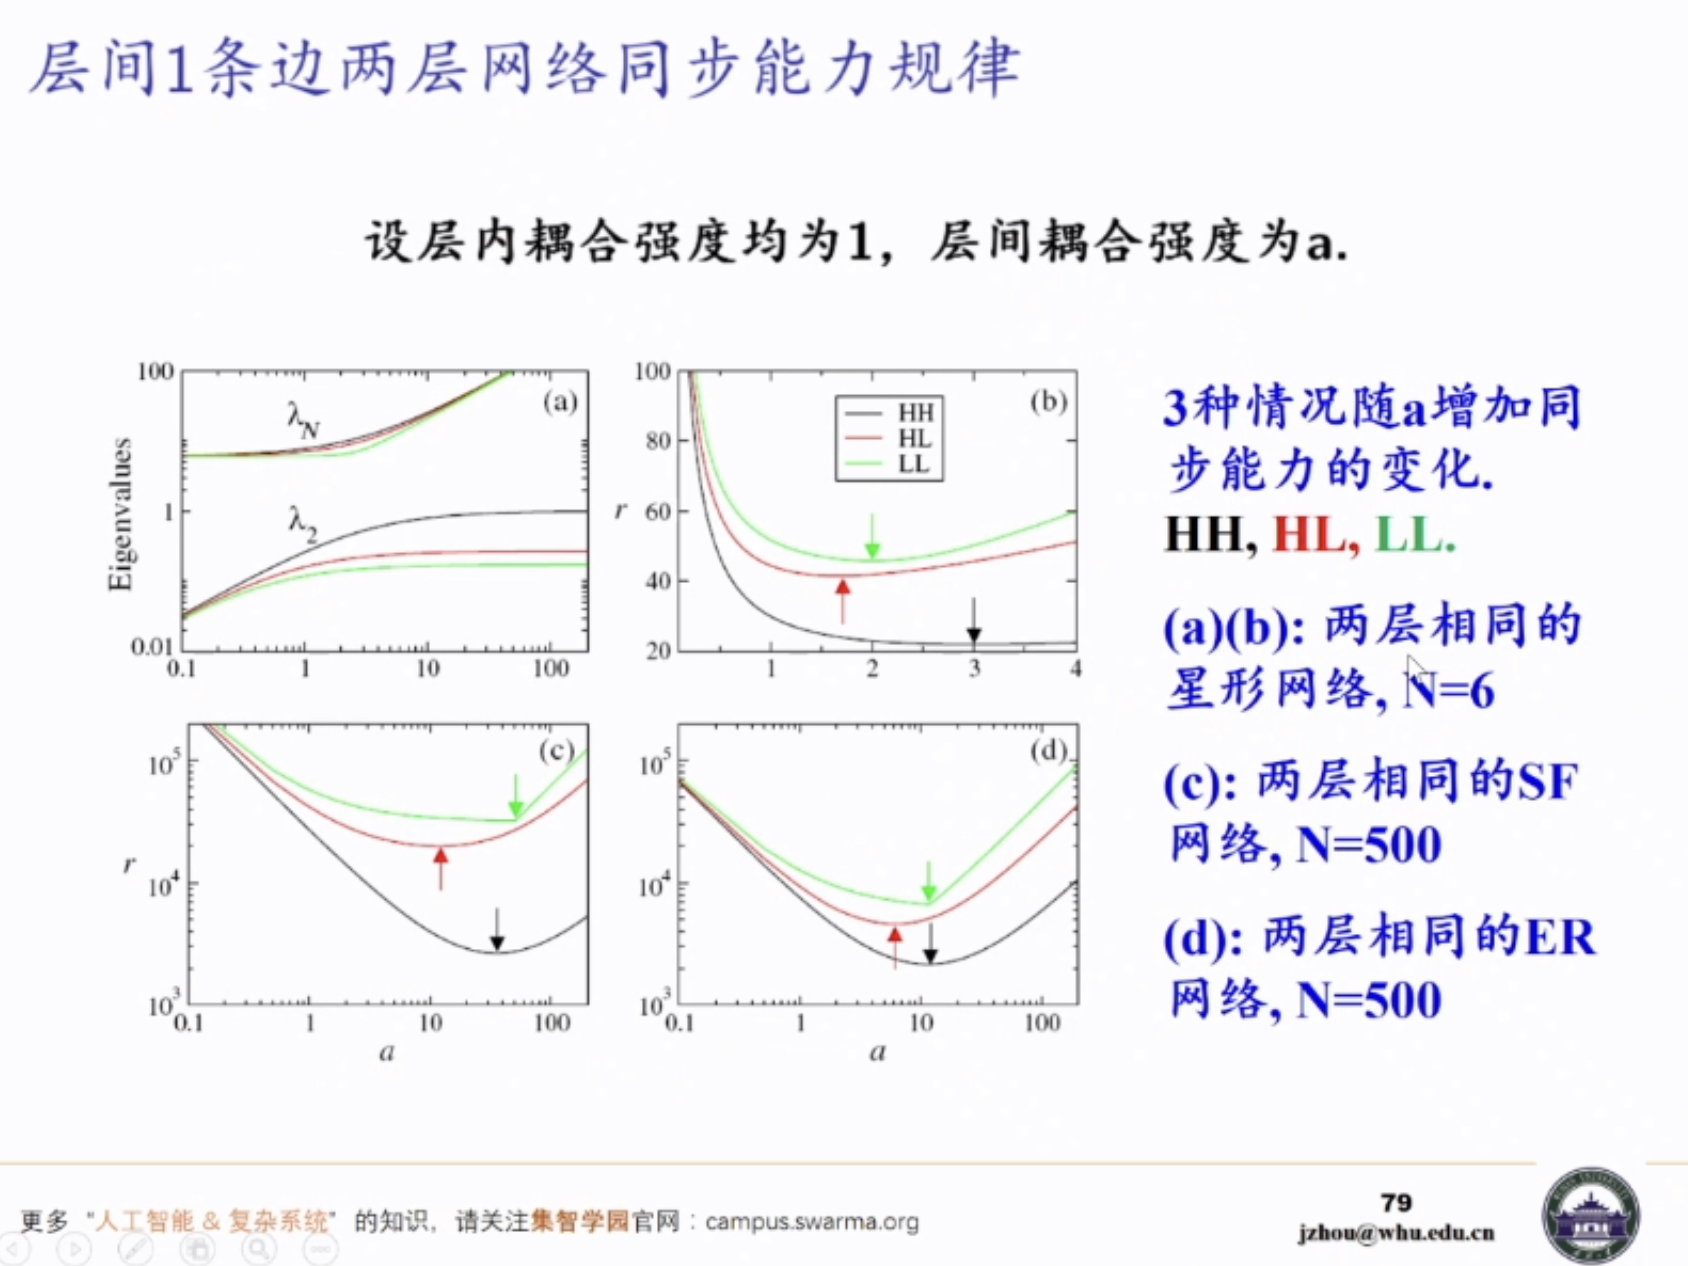 层间1条边两层网络同步能力规律
设层内耦合强度均为1，层间耦合强度为a.
100
1
0.01
Eigenvalues
λN
λ2
(a)
0.1 1 10 100
100
80
60
40
20
r
HH
HL
LL
(b)
1 2 3 4
10^5
10^4
10^3
r
(c)
0.1 1 10 100
a
10^5
10^4
10^3
(d)
0.1 1 10 100
a
3种情况随a增加同
步能力的变化.
HH, HL, LL.
(a)(b): 两层相同的
星形网络, N=6
(c): 两层相同的SF
网络, N=500
(d): 两层相同的ER
网络, N=500
更多 “人工智能 & 复杂系统” 的知识，请关注集智学园官网：campus.swarma.org
79
jzhou@whu.edu.cn